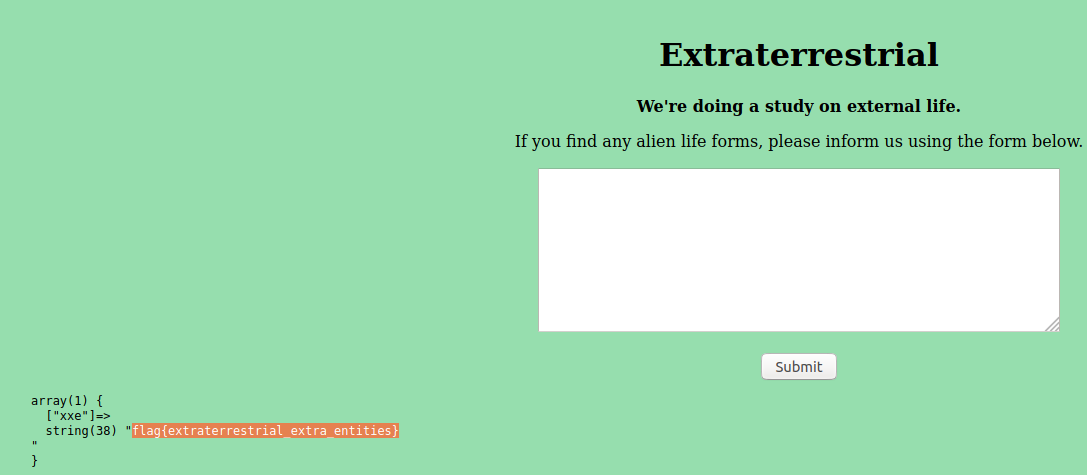 Extraterrestrial
We're doing a study on external life.
If you find any alien life forms, please inform us using the form below.
Submit
array(1) {
  ["xxe"]=>
  string(38) "flag{extraterrestrial_extra_entities}
"
}